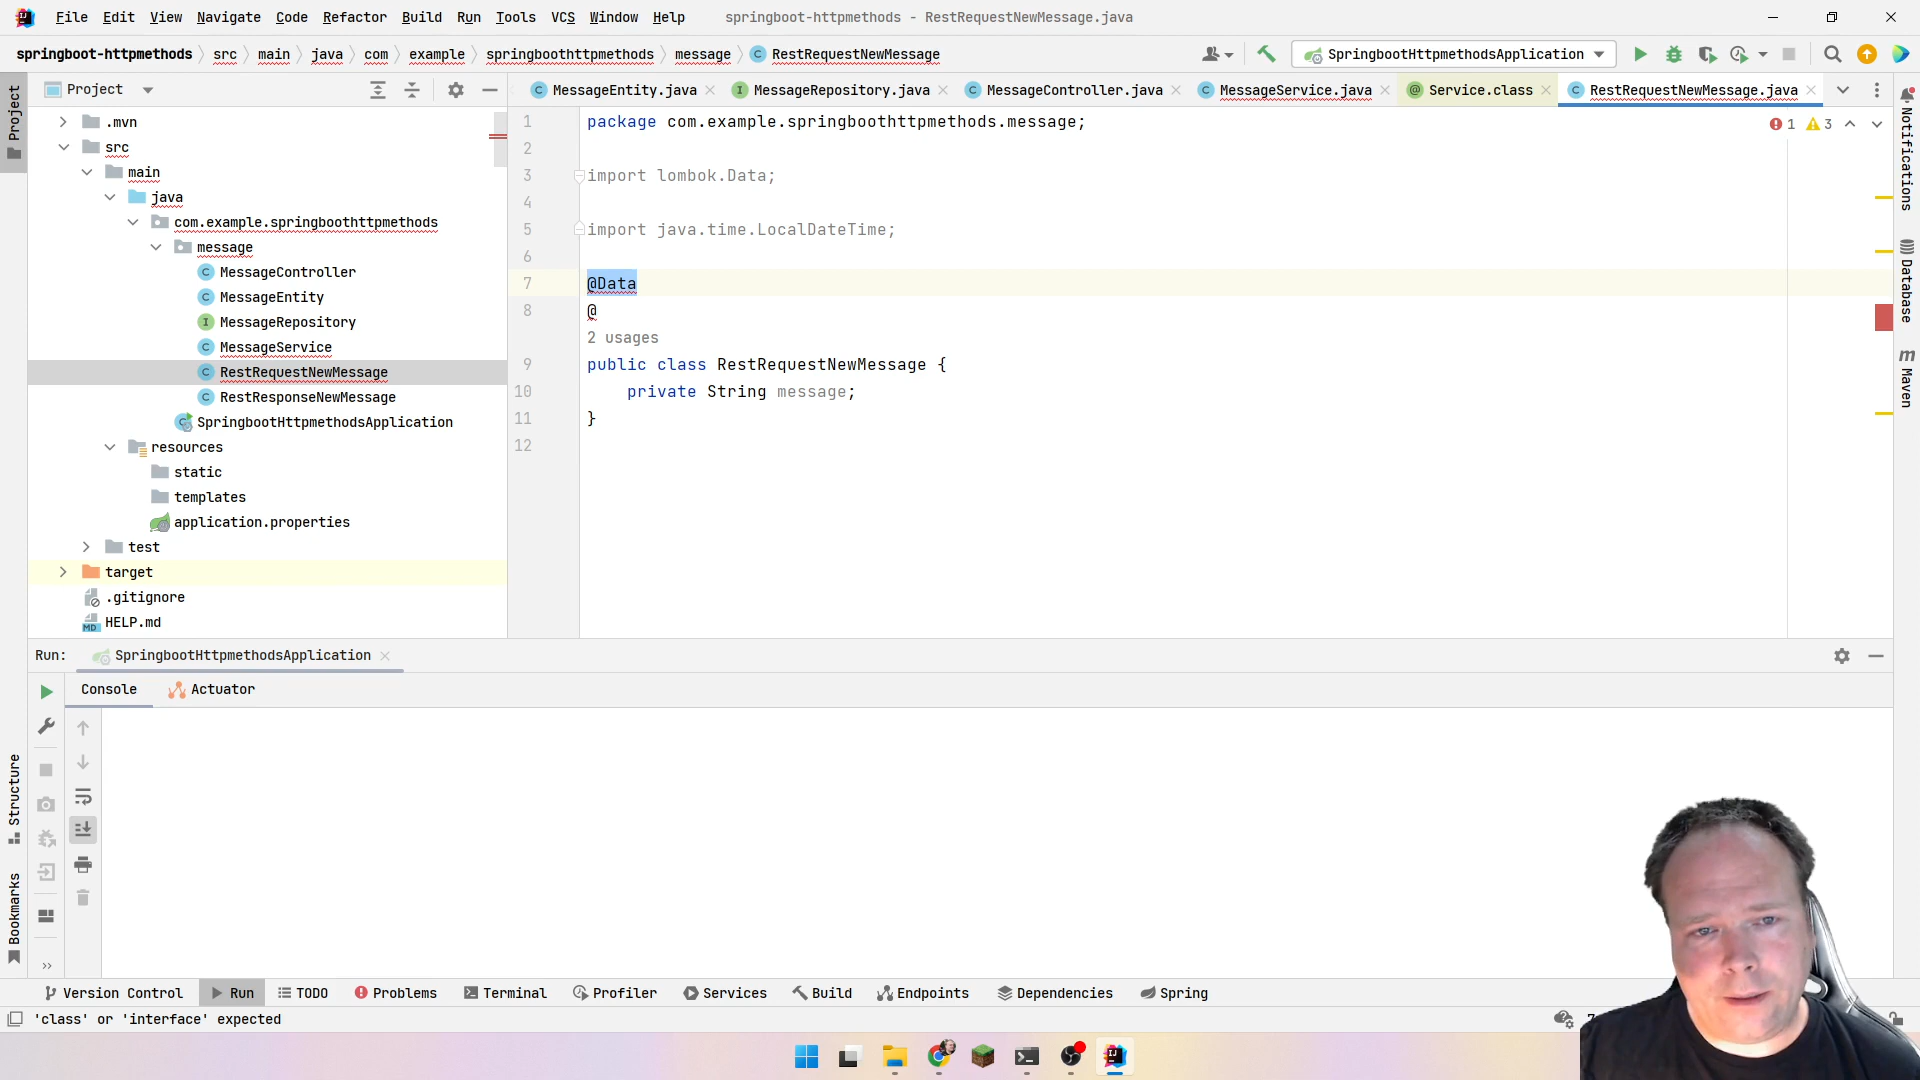 File Edit View Navigate Code Refactor Build Run Tools VCS Window Help springboot-httpmethods - RestRequestNewMessage.java
springboot-httpmethods src main java com example springboothttpmethods message RestRequestNewMessage SpringbootHttpmethodsApplication
Project
MessageEntity.java MessageRepository.java MessageController.java MessageService.java Service.class RestRequestNewMessage.java
.mvn
src
main
java
com.example.springboothttpmethods
message
MessageController
MessageEntity
MessageRepository
MessageService
RestRequestNewMessage
RestResponseNewMessage
SpringbootHttpmethodsApplication
resources
static
templates
application.properties
test
target
.gitignore
HELP.md
1 package com.example.springboothttpmethods.message;
2
3 import lombok.Data;
4
5 import java.time.LocalDateTime;
6
7 @Data
8 @
2 usages
9 public class RestRequestNewMessage {
10 private String message;
11 }
12
1 3
Project
Structure
Bookmarks
Notifications
Database
Maven
Run: SpringbootHttpmethodsApplication
Console Actuator
Version Control Run TODO Problems Terminal Profiler Services Build Endpoints Dependencies Spring
'class' or 'interface' expected